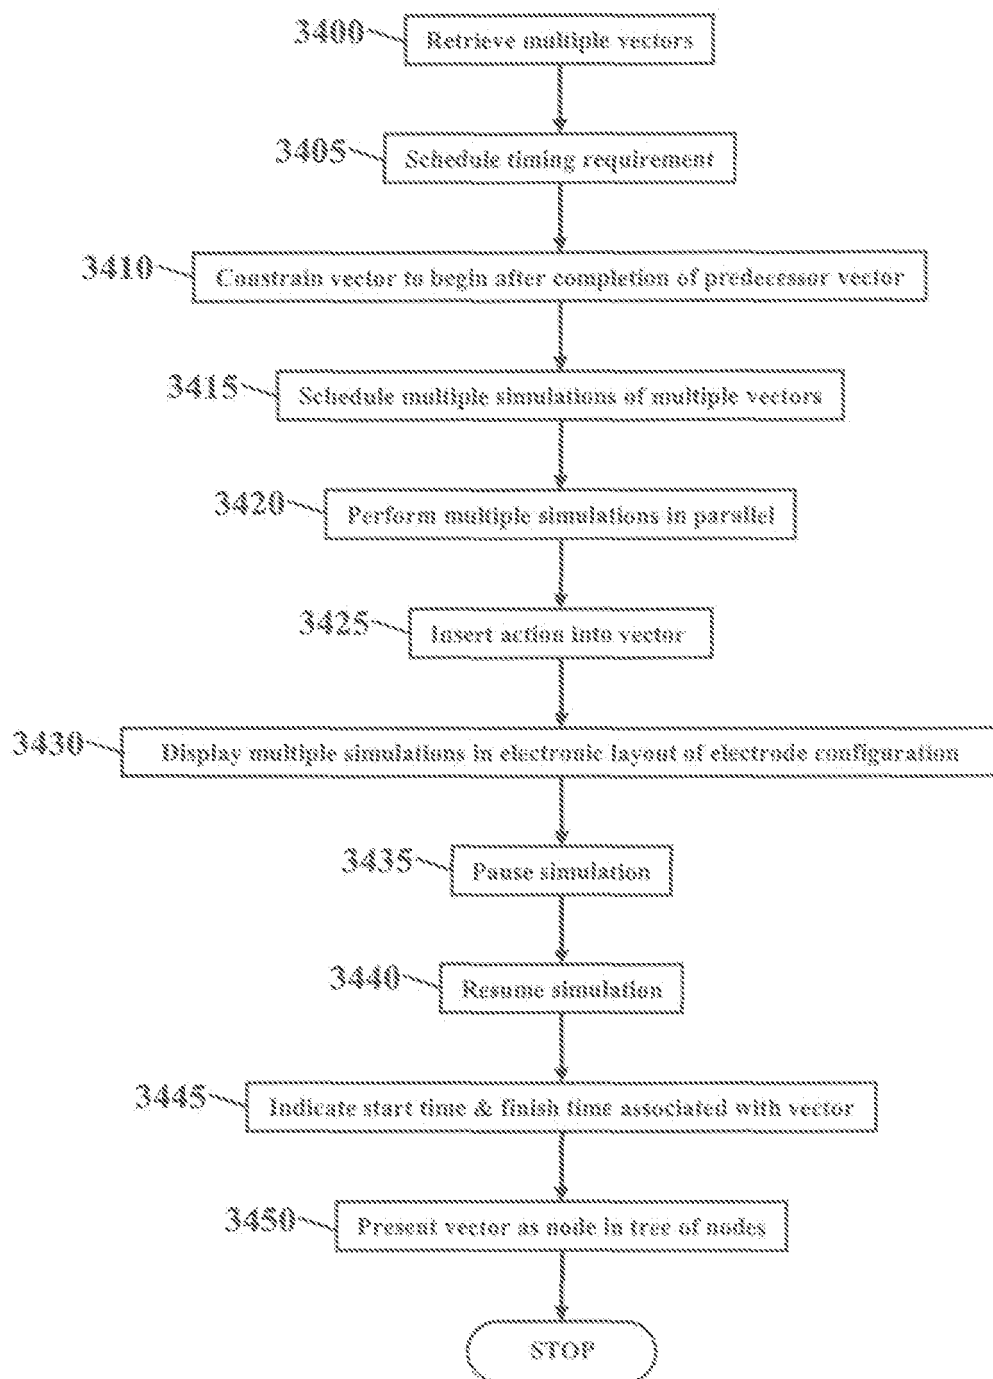 3400 Retrieve multiple vectors
3405 Schedule timing requirement
3410 Constrain vector to begin after completion of predecessor vector
3415 Schedule multiple simulations of multiple vectors
3420 Perform multiple simulations in parallel
3425 Insert action into vector
3430 Display multiple simulations in electronic layout of electrode configuration
3435 Pause simulation
3440 Resume simulation
3445 Indicate start time & finish time associated with vector
3450 Present vector as node in tree of nodes
STOP